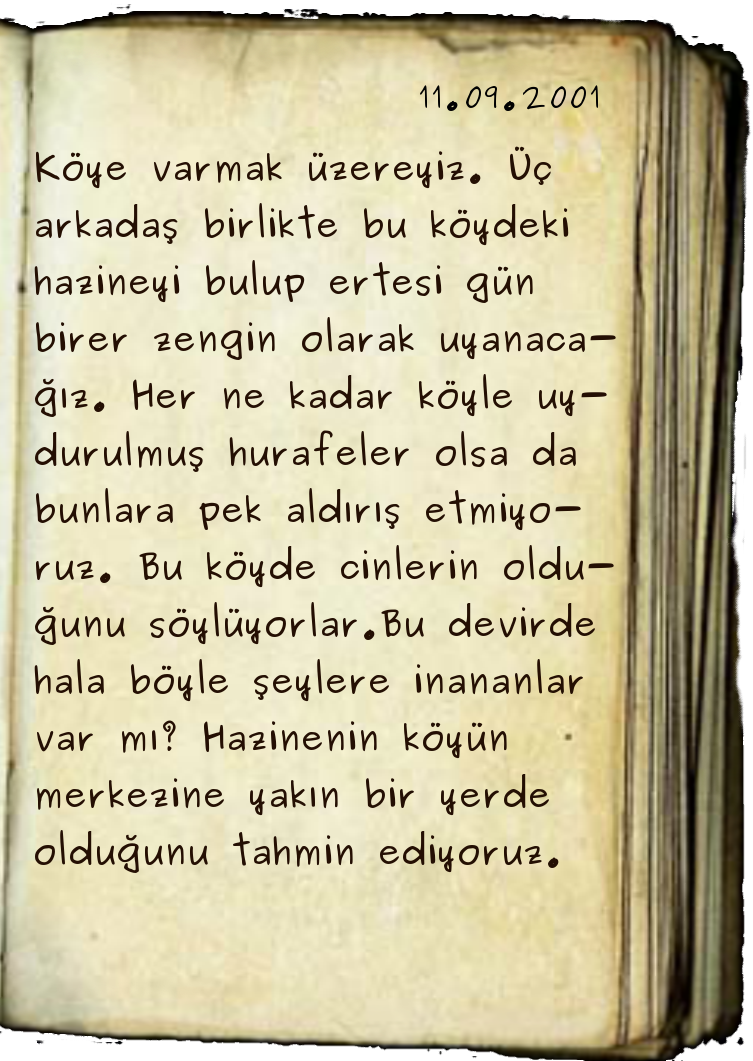 11.09.2001
Köye varmak üzereyiz. Üç
arkadaş birlikte bu köydeki
hazineyi bulup ertesi gün
birer zengin olarak uyanaca-
ğız. Her ne kadar köyle uy-
durulmuş hurafeler olsa da
bunlara pek aldırış etmiyo-
ruz. Bu köyde cinlerin oldu-
ğunu söylüyorlar.Bu devirde
hala böyle şeylere inananlar
var mı? Hazinenin köyün
merkezine yakın bir yerde
olduğunu tahmin ediyoruz.